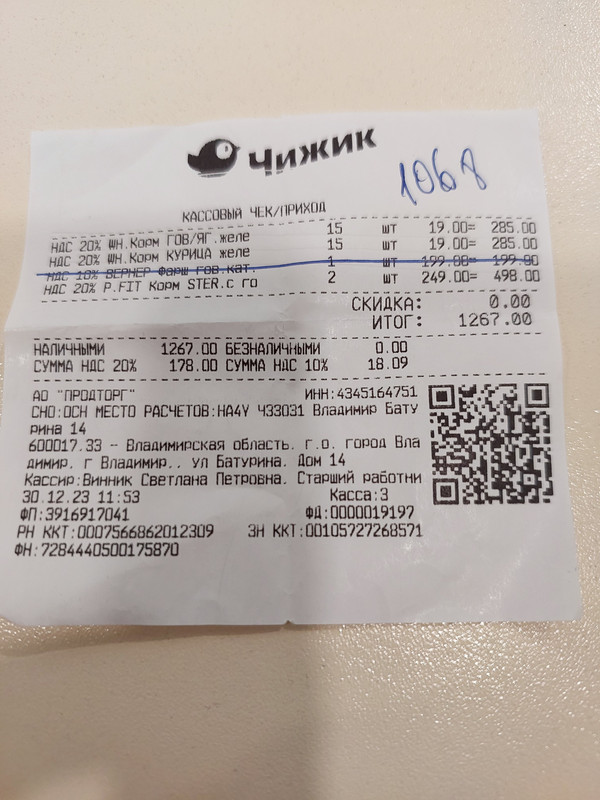 Чижик
1068
КАССОВЫЙ ЧЕК/ПРИХОД
НДС 20% WH.Корм ГОВ/ЯГ.желе 15 шт 19.00= 285.00
НДС 20% WH.Корм КУРИЦА желе 15 шт 19.00= 285.00
НДС 10% ВЕРНЕР Фарш гов.кат. 1 шт 199.00= 199.00
НДС 20% P.FIT Корм STER.с го 2 шт 249.00= 498.00
СКИДКА: 0.00
ИТОГ: 1267.00
НАЛИЧНЫМИ 1267.00 БЕЗНАЛИЧНЫМИ 0.00
СУММА НДС 20% 178.00 СУММА НДС 10% 18.09
АО "ПРОДТОРГ" ИНН:4345164751
СНО:ОСН МЕСТО РАСЧЕТОВ:HA4Y Ч33031 Владимир Бату
рина 14
600017.33 -- Владимирская область. г.о. город Вла
димир. г Владимир.. ул Батурина. Дом 14
Кассир:Винник Светлана Петровна. Старший работни
30.12.23 11:53 Касса:3
ФП:3916917041 ФД:0000019197
РН ККТ:0007566862012309 ЗН ККТ:00105727268571
ФН:7284440500175870